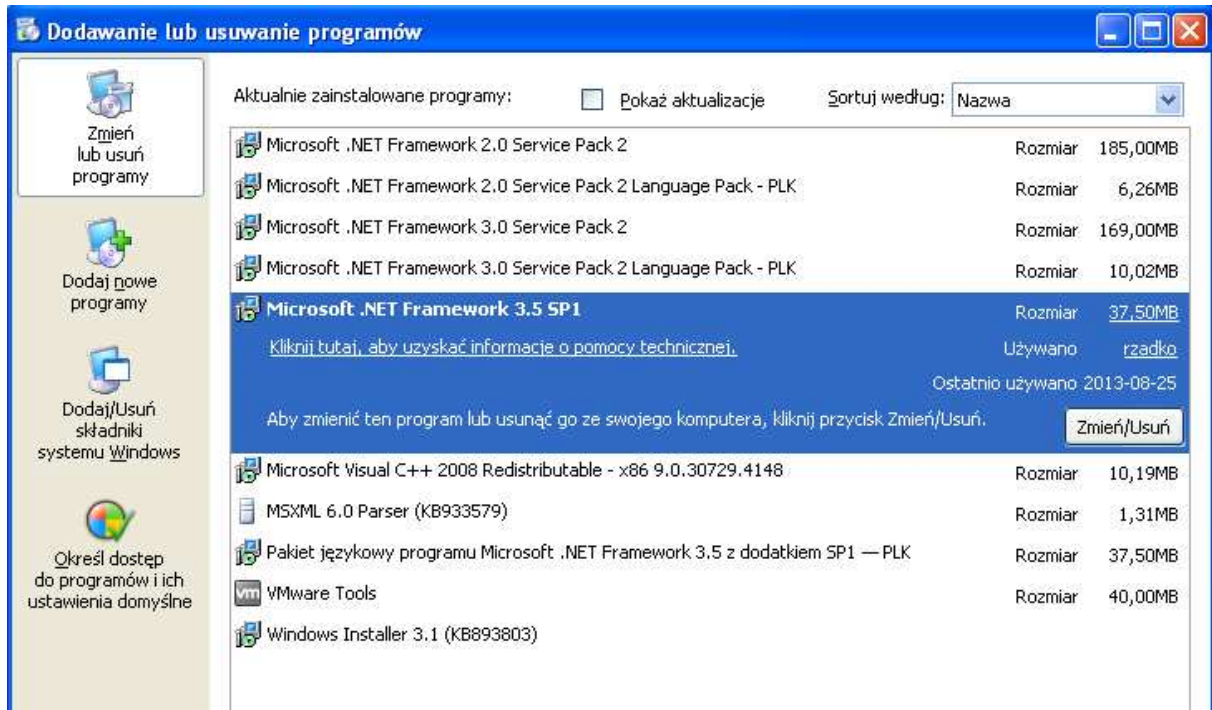 Dodawanie lub usuwanie programów
Zmień
lub usuń
programy
Dodaj nowe
programy
Dodaj/Usuń
składniki
systemu Windows
Określ dostęp
do programów i ich
ustawienia domyślne
Aktualnie zainstalowane programy: Pokaż aktualizacje Sortuj według: Nazwa
Microsoft .NET Framework 2.0 Service Pack 2 Rozmiar 185,00MB
Microsoft .NET Framework 2.0 Service Pack 2 Language Pack - PLK Rozmiar 6,26MB
Microsoft .NET Framework 3.0 Service Pack 2 Rozmiar 169,00MB
Microsoft .NET Framework 3.0 Service Pack 2 Language Pack - PLK Rozmiar 10,02MB
Microsoft .NET Framework 3.5 SP1 Rozmiar 37,50MB
Kliknij tutaj, aby uzyskać informacje o pomocy technicznej. Używano rzadko
Ostatnio używano 2013-08-25
Aby zmienić ten program lub usunąć go ze swojego komputera, kliknij przycisk Zmień/Usuń. Zmień/Usuń
Microsoft Visual C++ 2008 Redistributable - x86 9.0.30729.4148 Rozmiar 10,19MB
MSXML 6.0 Parser (KB933579) Rozmiar 1,31MB
Pakiet językowy programu Microsoft .NET Framework 3.5 z dodatkiem SP1 — PLK Rozmiar 37,50MB
vm VMware Tools Rozmiar 40,00MB
Windows Installer 3.1 (KB893803)